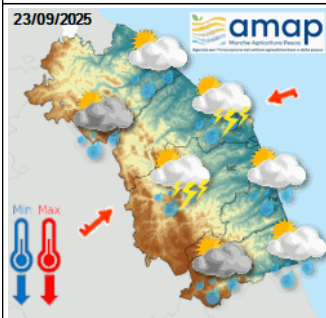 23/09/2025
amap
Marche Agricoltura Pesca
Agenzia per l'innovazione nel settore agroalimentare e della pesca
Min Max